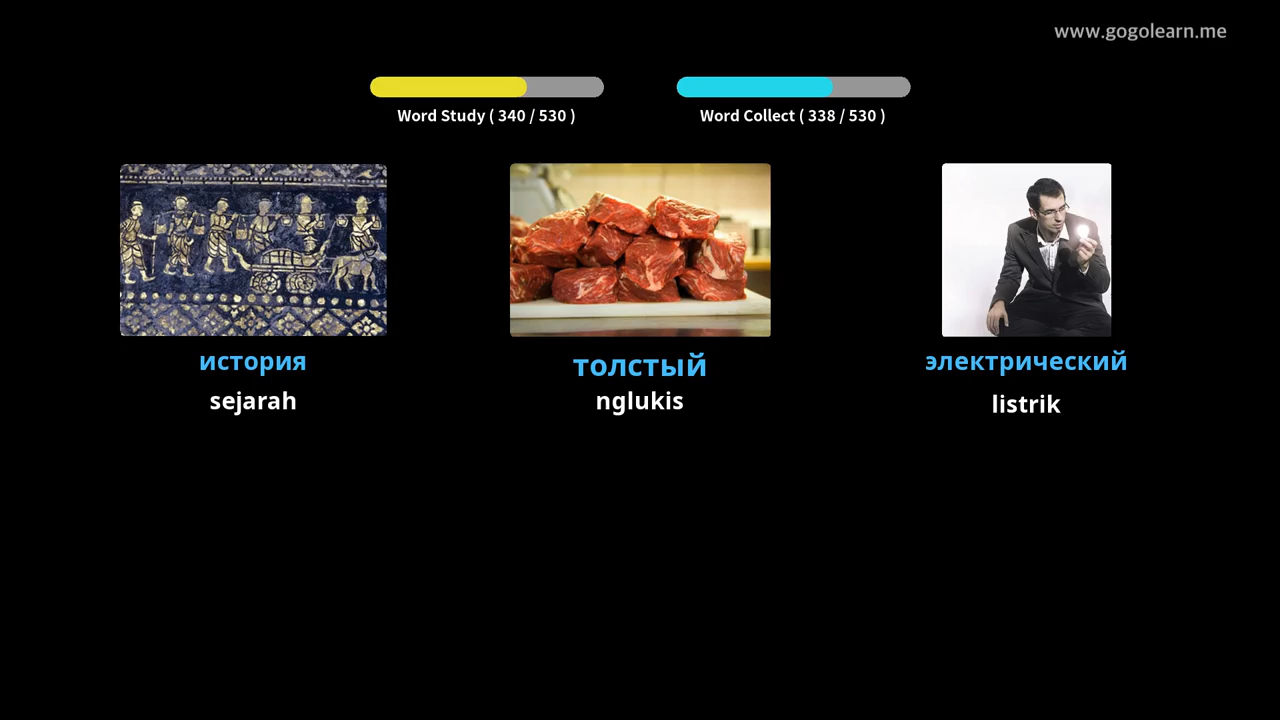 www.gogolearn.me
Word Study ( 340 / 530 )
Word Collect ( 338 / 530 )
история
толстый
электрический
sejarah
nglukis
listrik